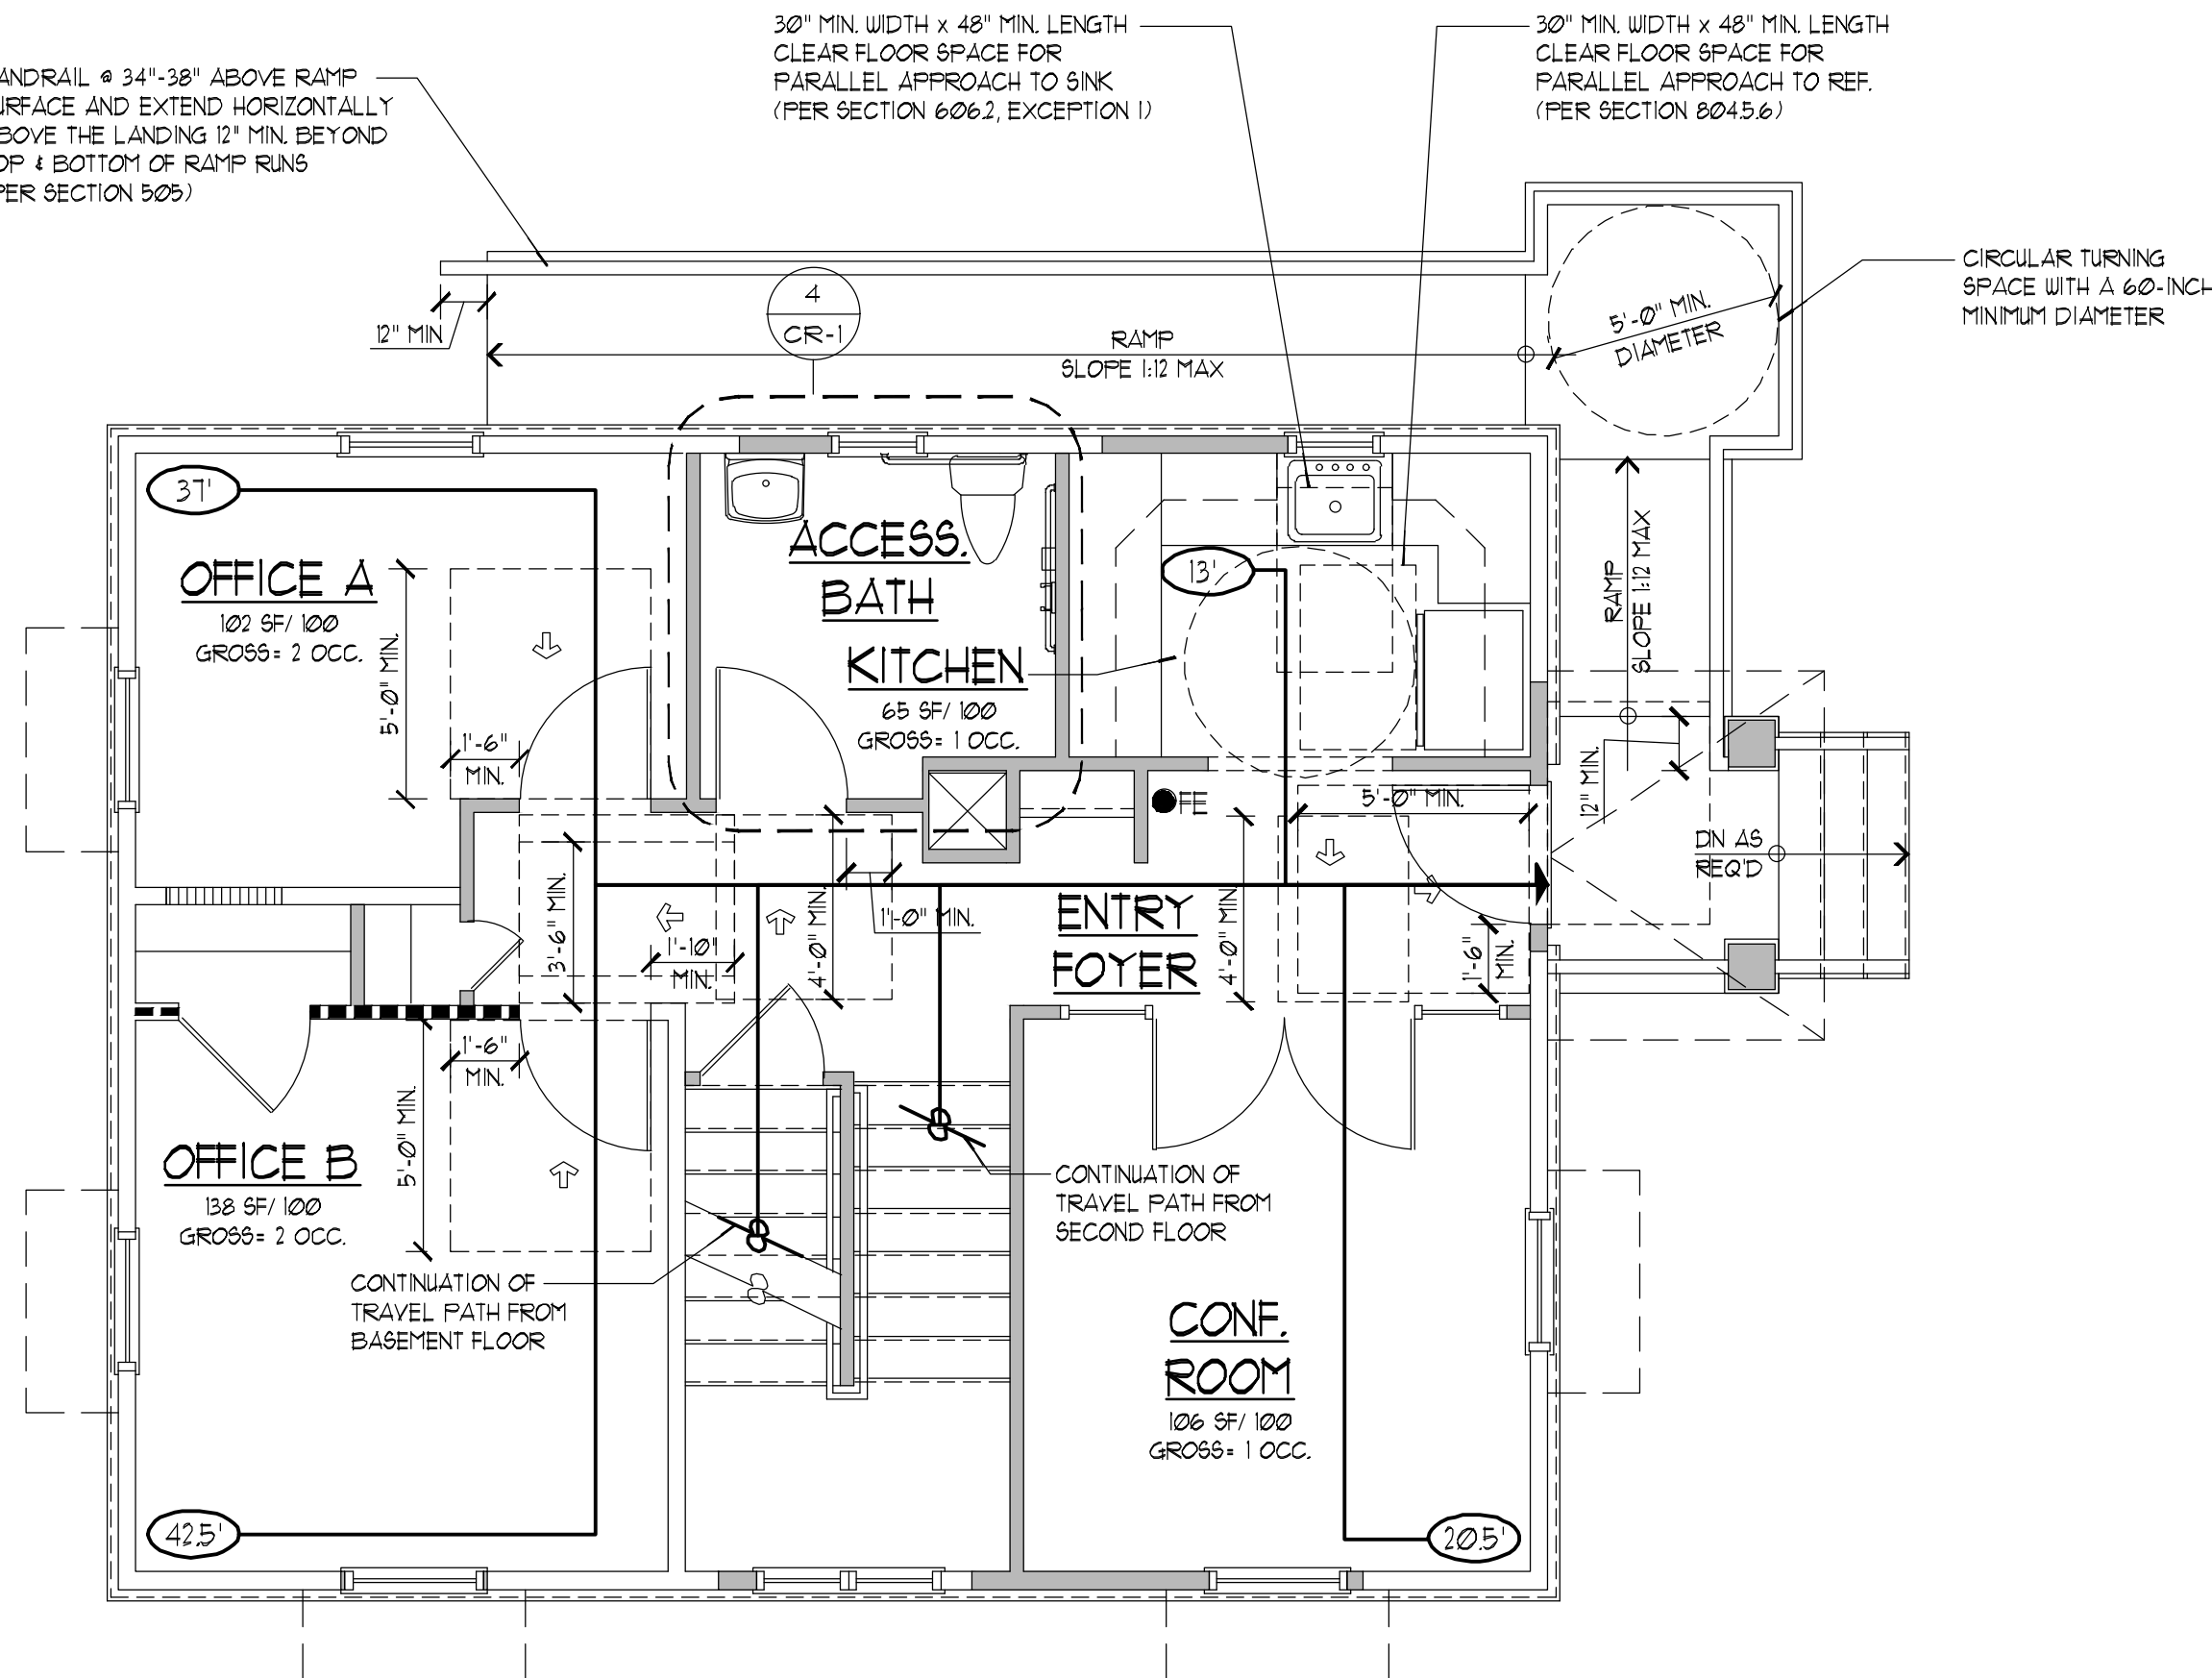 30" MIN. WIDTH x 48" MIN. LENGTH
CLEAR FLOOR SPACE FOR
PARALLEL APPROACH TO SINK
(PER SECTION 606.2, EXCEPTION 1)
30" MIN. WIDTH x 48" MIN. LENGTH
CLEAR FLOOR SPACE FOR
PARALLEL APPROACH TO REF.
(PER SECTION 804.5.6)
ANDRAIL @ 34"-38" ABOVE RAMP
URFACE AND EXTEND HORIZONTALLY
BOVE THE LANDING 12" MIN. BEYOND
OP & BOTTOM OF RAMP RUNS
PER SECTION 505)
CIRCULAR TURNING
SPACE WITH A 60-INCH
MINIMUM DIAMETER
4
CR-1
12" MIN
RAMP
SLOPE 1:12 MAX
5'-0" MIN.
DIAMETER
37'
OFFICE A
102 SF/ 100
GROSS= 2 OCC.
5'-0" MIN.
1'-6"
MIN.
ACCESS.
BATH
KITCHEN
65 SF/ 100
GROSS= 1 OCC.
13'
RAMP
SLOPE 1:12 MAX
12" MIN.
FE
5'-0" MIN.
DN AS
REQ'D
3'-6" MIN.
1'-10"
MIN.
4'-0" MIN.
1'-0" MIN.
ENTRY
FOYER
4'-0" MIN.
1'-6"
MIN.
1'-6"
MIN.
5'-0" MIN.
OFFICE B
138 SF/ 100
GROSS= 2 OCC.
CONTINUATION OF
TRAVEL PATH FROM
SECOND FLOOR
CONTINUATION OF
TRAVEL PATH FROM
BASEMENT FLOOR
CONF.
ROOM
106 SF/ 100
GROSS= 1 OCC.
42.5'
20.5'